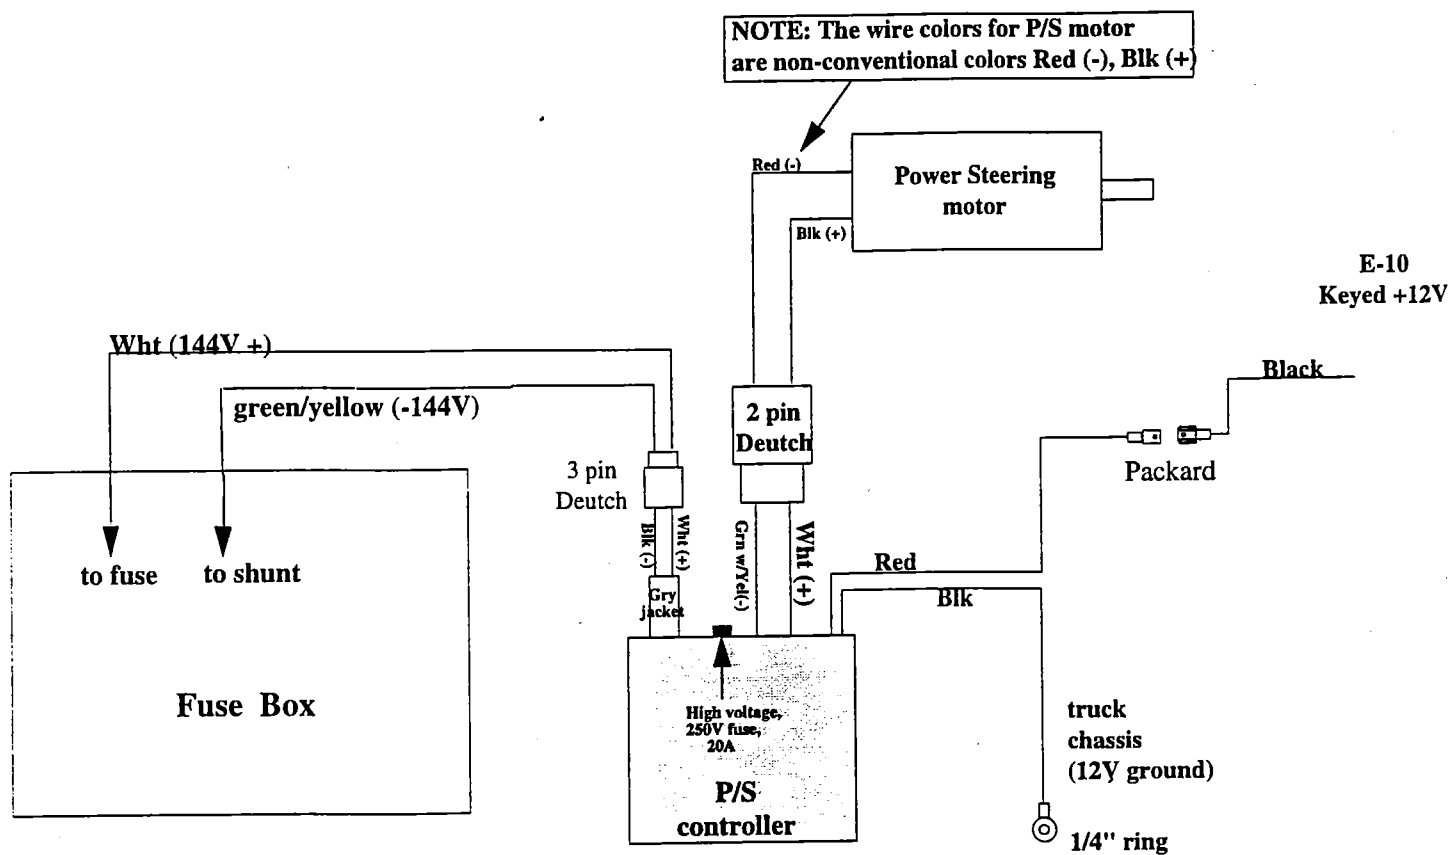 NOTE: The wire colors for P/S motor
are non-conventional colors Red (-), Blk (+)
Red (-)
Power Steering
motor
Blk (+)
E-10
Keyed +12V
Wht (144V +)
green/yellow (-144V)
Black
2 pin
Deutch
3 pin
Deutch
Packard
Blk (-)
Wht (+)
Grn w/Yel(-)
Wht (+)
to fuse
to shunt
Red
Blk
Gry
jacket
Fuse Box
High voltage,
250V fuse,
20A
P/S
controller
truck
chassis
(12V ground)
1/4" ring